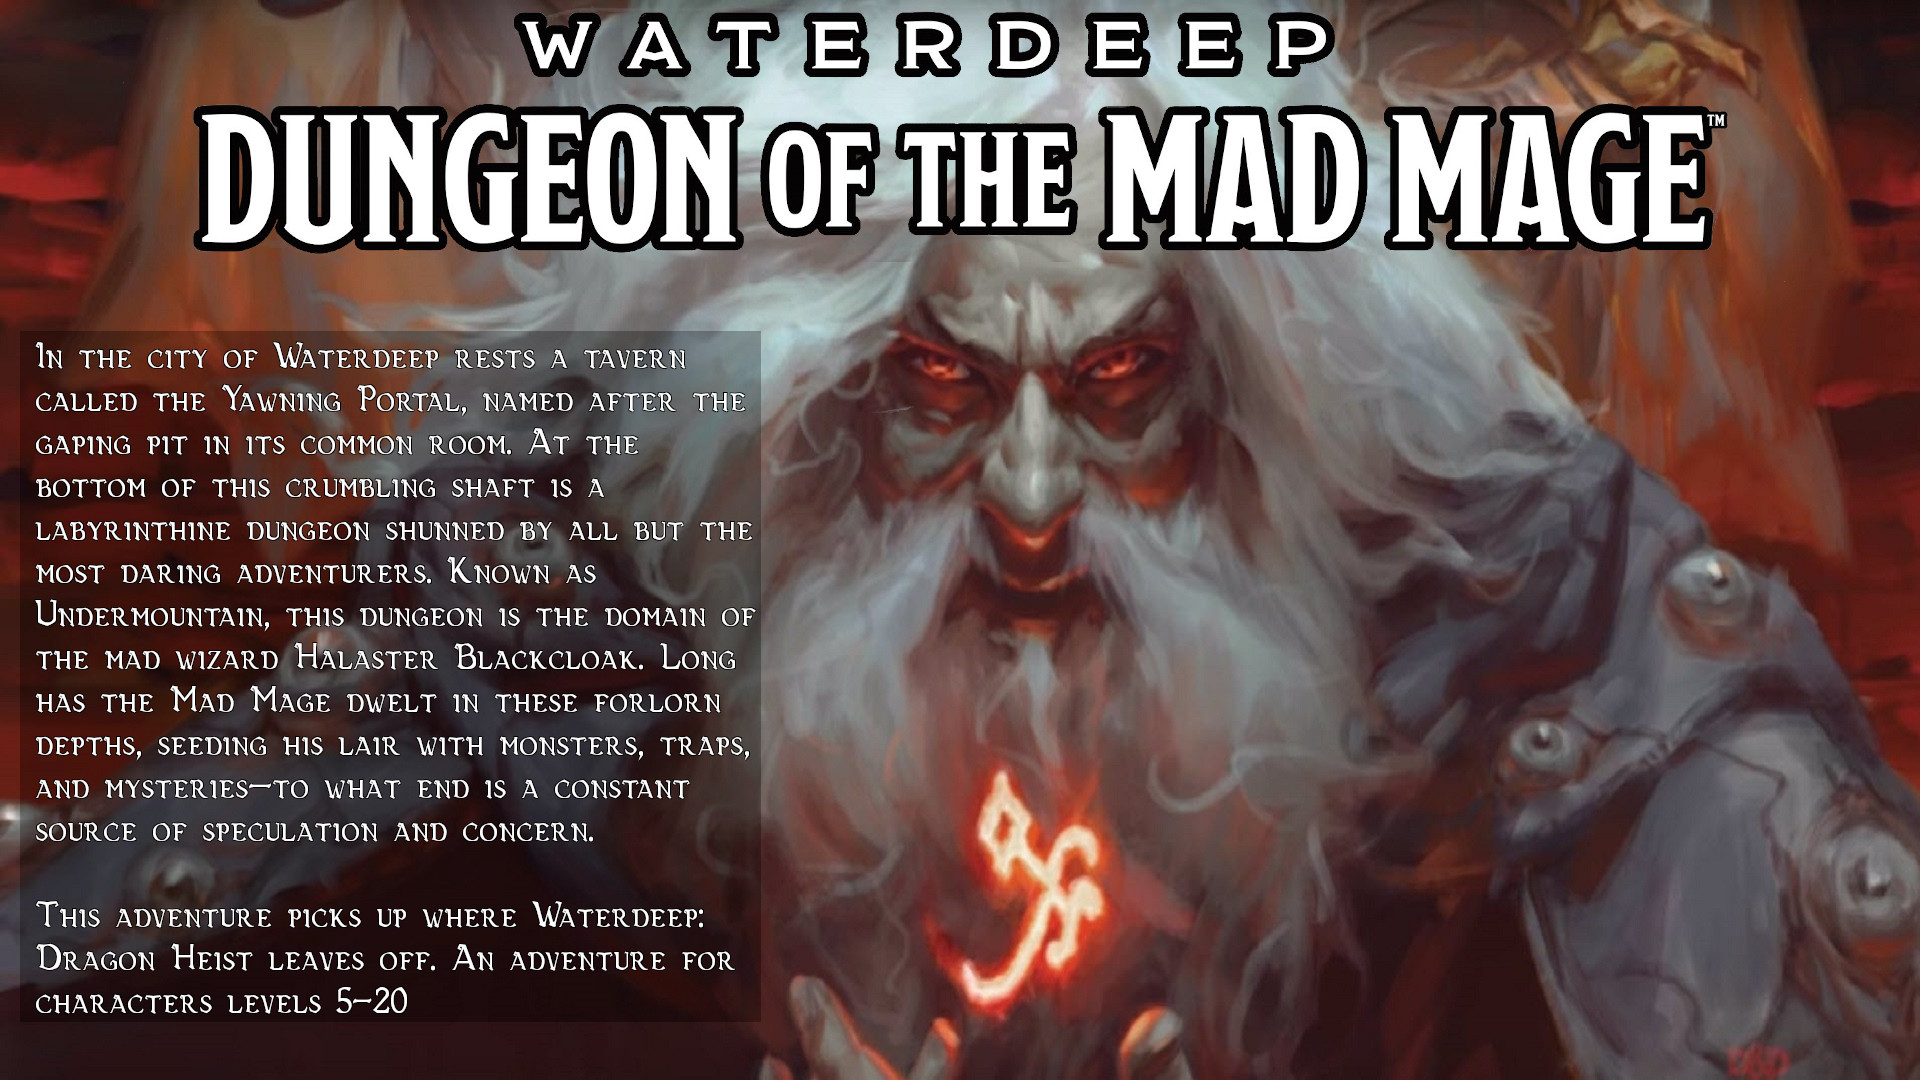 WATERDEEP
DUNGEON OF THE MAD MAGE™
In the city of Waterdeep rests a tavern
called the Yawning Portal, named after the
gaping pit in its common room. At the
bottom of this crumbling shaft is a
labyrinthine dungeon shunned by all but the
most daring adventurers. Known as
Undermountain, this dungeon is the domain of
the mad wizard Halaster Blackcloak. Long
has the Mad Mage dwelt in these forlorn
depths, seeding his lair with monsters, traps,
and mysteries—to what end is a constant
source of speculation and concern.
This adventure picks up where Waterdeep:
Dragon Heist leaves off. An adventure for
characters levels 5-20